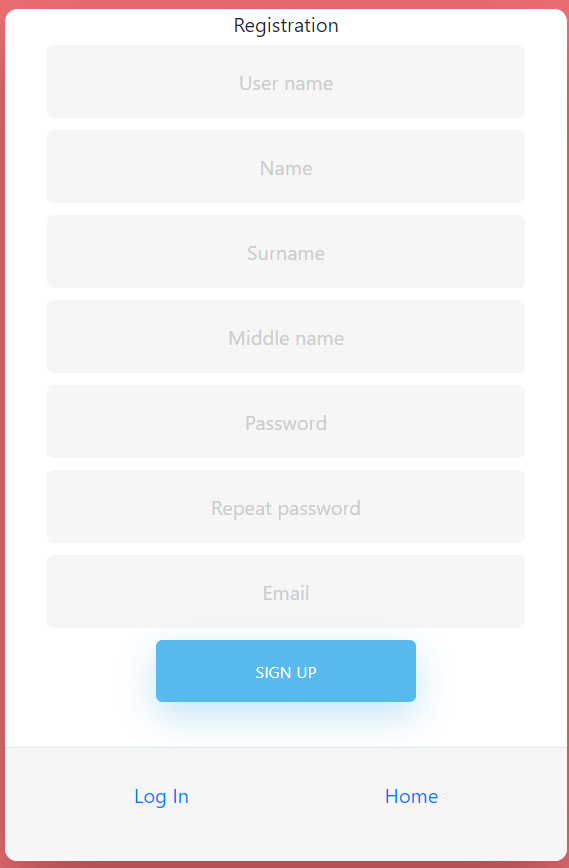 Registration
User name
Name
Surname
Middle name
Password
Repeat password
Email
SIGN UP
Log In
Home